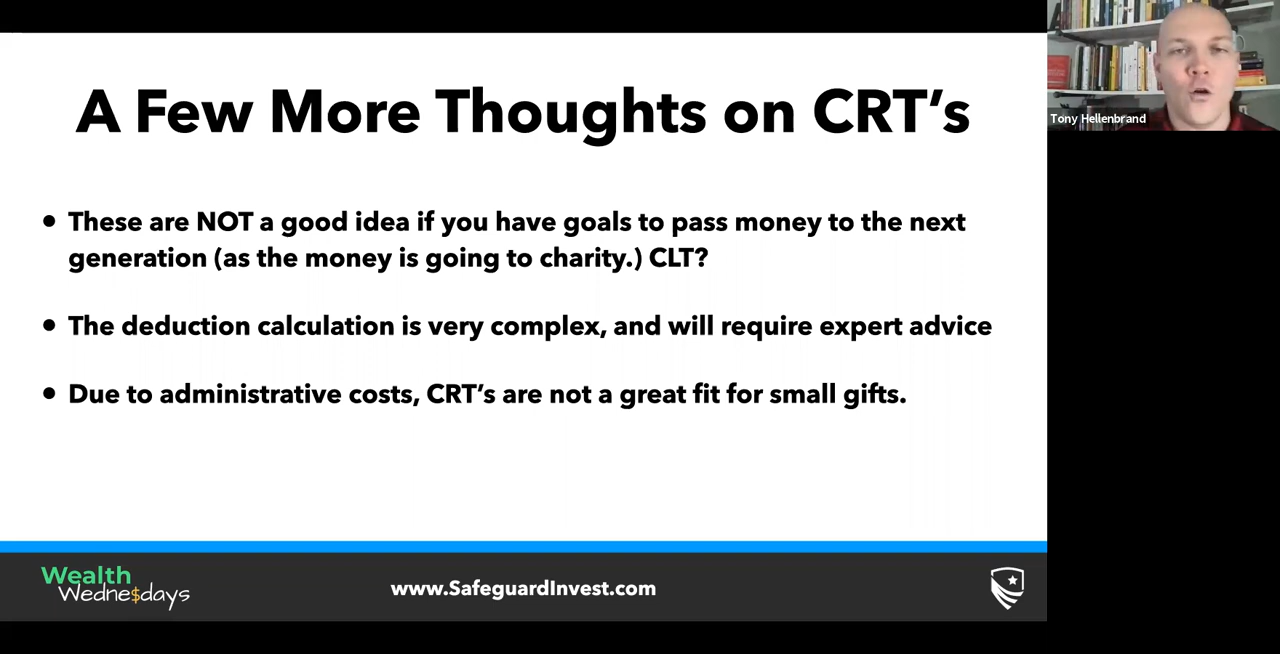 A Few More Thoughts on CRT’s
• These are NOT a good idea if you have goals to pass money to the next
generation (as the money is going to charity.) CLT?
• The deduction calculation is very complex, and will require expert advice
• Due to administrative costs, CRT’s are not a great fit for small gifts.
Tony Hellenbrand
Wealth
Wedne$days
www.SafeguardInvest.com